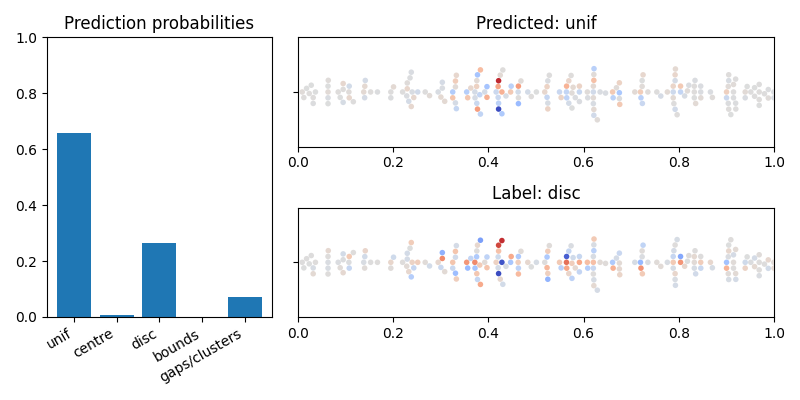 Prediction probabilities
1.0
0.8
0.6
0.4
0.2
0.0
unif
centre
disc
bounds
gaps/clusters
Predicted: unif
0.0 0.2 0.4 0.6 0.8 1.0
Label: disc
0.0 0.2 0.4 0.6 0.8 1.0